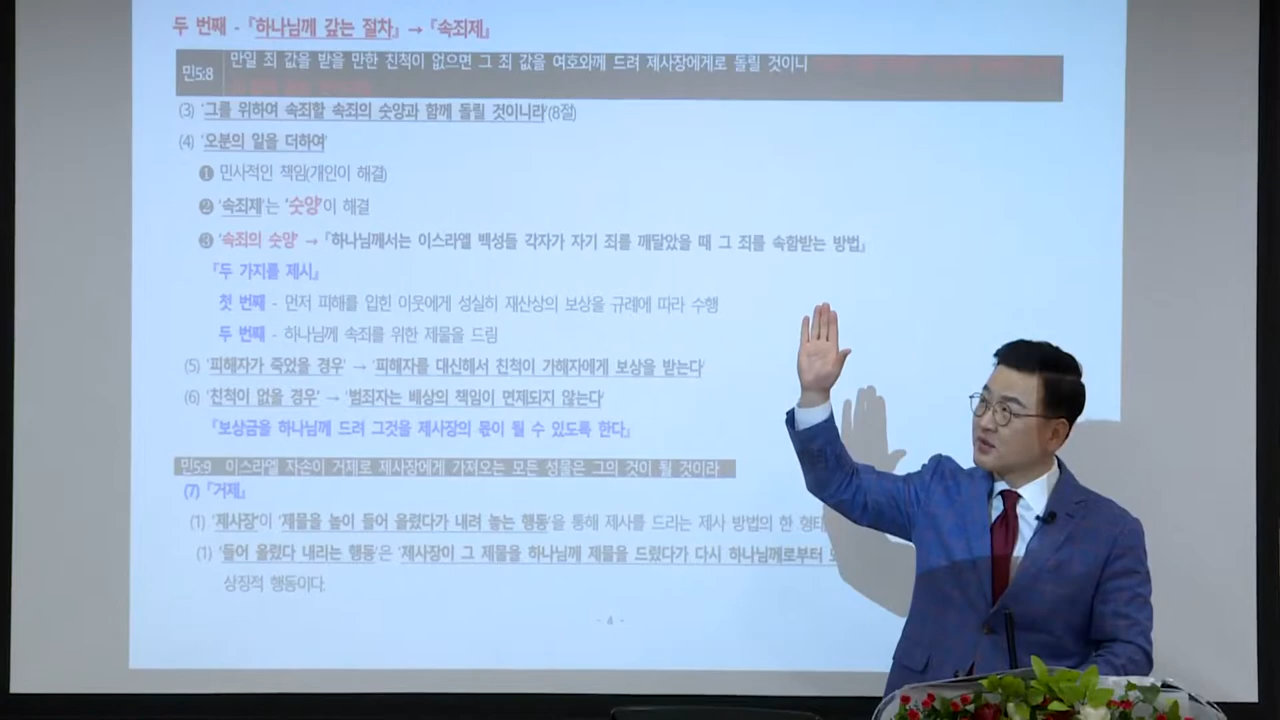 두 번째 - 『하나님께 갚는 절차』 → 『속죄제』
민5:8 만일 죄 값을 받을 만한 친척이 없으면 그 죄 값을 여호와께 드려 제사장에게로 돌릴 것이니
(3) '그를 위하여 속죄할 속죄의 숫양과 함께 돌릴 것이니라'(8절)
(4) '오분의 일을 더하여'
❶ 민사적인 책임(개인이 해결)
❷ '속죄제'는 '숫양'이 해결
❸ '속죄의 숫양' → 『하나님께서는 이스라엘 백성들 각자가 자기 죄를 깨달았을 때 그 죄를 속함받는 방법』
『두 가지를 제시』
첫 번째 - 먼저 피해를 입힌 이웃에게 성실히 재산상의 보상을 규례에 따라 수행
두 번째 - 하나님께 속죄를 위한 제물을 드림
(5) '피해자가 죽었을 경우' → '피해자를 대신해서 친척이 가해자에게 보상을 받는다'
(6) '친척이 없을 경우' → '범죄자는 배상의 책임이 면제되지 않는다'
『보상금을 하나님께 드려 그것을 제사장의 몫이 될 수 있도록 한다』
민5:9 이스라엘 자손이 거제로 제사장에게 가져오는 모든 성물은 그의 것이 될 것이라
(7) 『거제』
(1) '제사장'이 '제물을 높이 들어 올렸다가 내려 놓는 행동'을 통해 제사를 드리는 제사 방법의 한 형태
(1) '들어 올렸다 내리는 행동'은 '제사장이 그 제물을 하나님께 제물을 드렸다가 다시 하나님께로부터
상징적 행동이다.
- 4 -